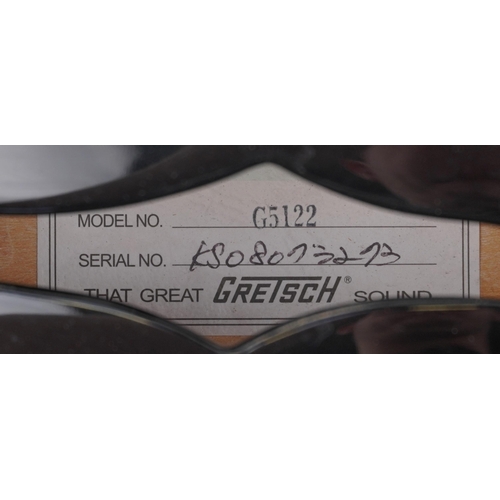 MODEL NO. G5122
SERIAL NO. KS08073273
THAT GREAT GRETSCH® SOUND